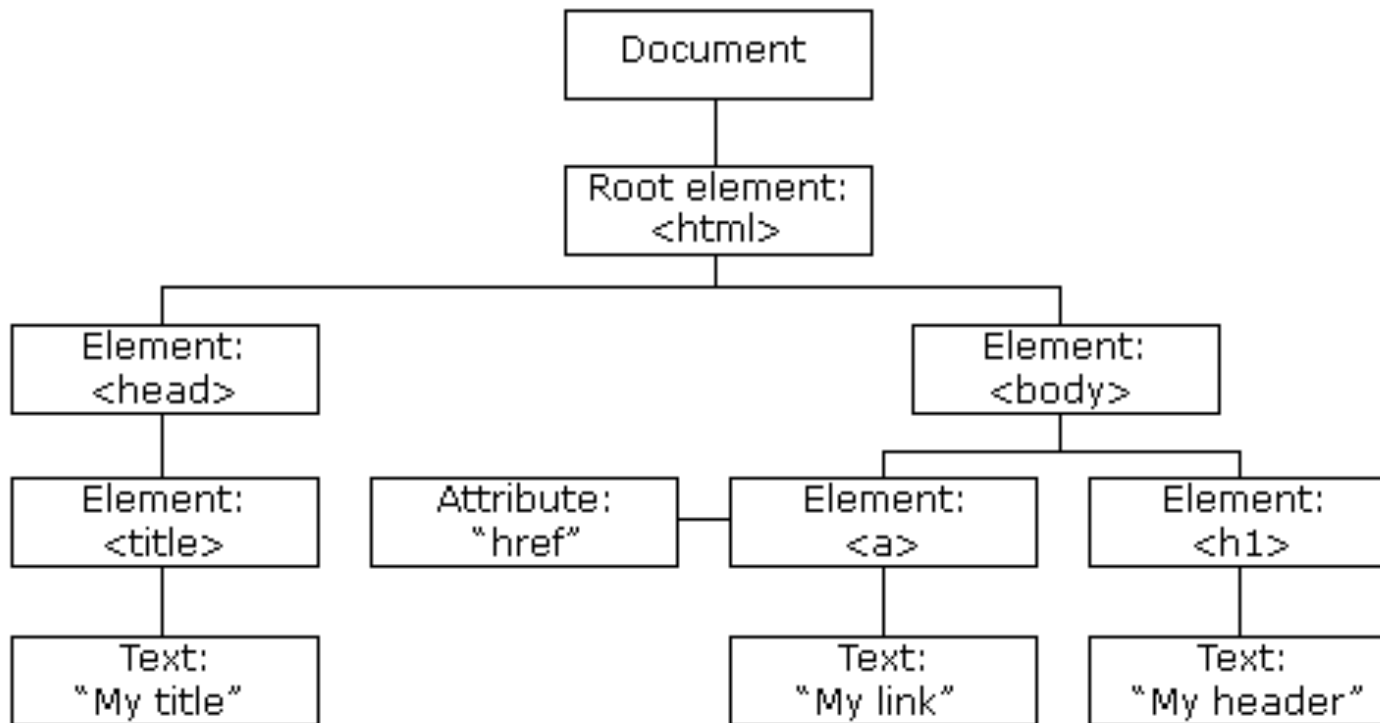 Document
Root element:
<html>
Element:
<head>
Element:
<body>
Element:
<title>
Attribute:
“href”
Element:
<a>
Element:
<h1>
Text:
“My title”
Text:
“My link”
Text:
“My header”